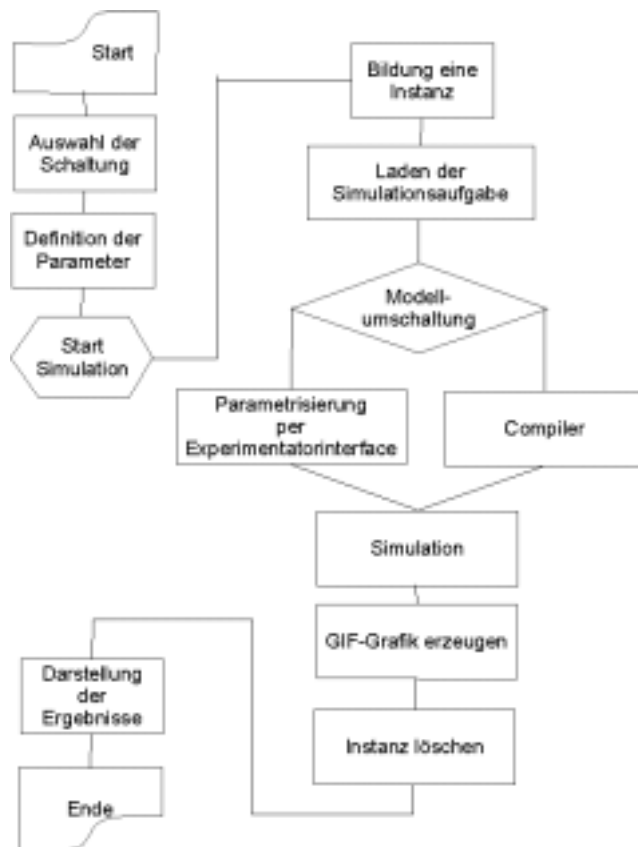 Start
Auswahl der
Schaltung
Definition der
Parameter
Start
Simulation
Bildung eine
Instanz
Laden der
Simulationsaufgabe
Modell-
umschaltung
Parametrisierung
per
Experimentatorinterface
Compiler
Simulation
GIF-Grafik erzeugen
Instanz löschen
Darstellung
der
Ergebnisse
Ende